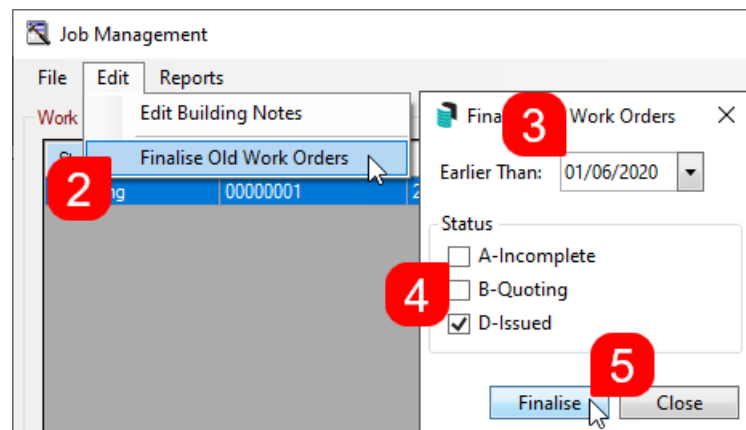 Job Management
File Edit Reports
Work
Edit Building Notes
Finalise Old Work Orders
2
00000001
3
Work Orders
Earlier Than: 01/06/2020
Status
A-Incomplete
4
B-Quoting
D-Issued
5
Finalise Close